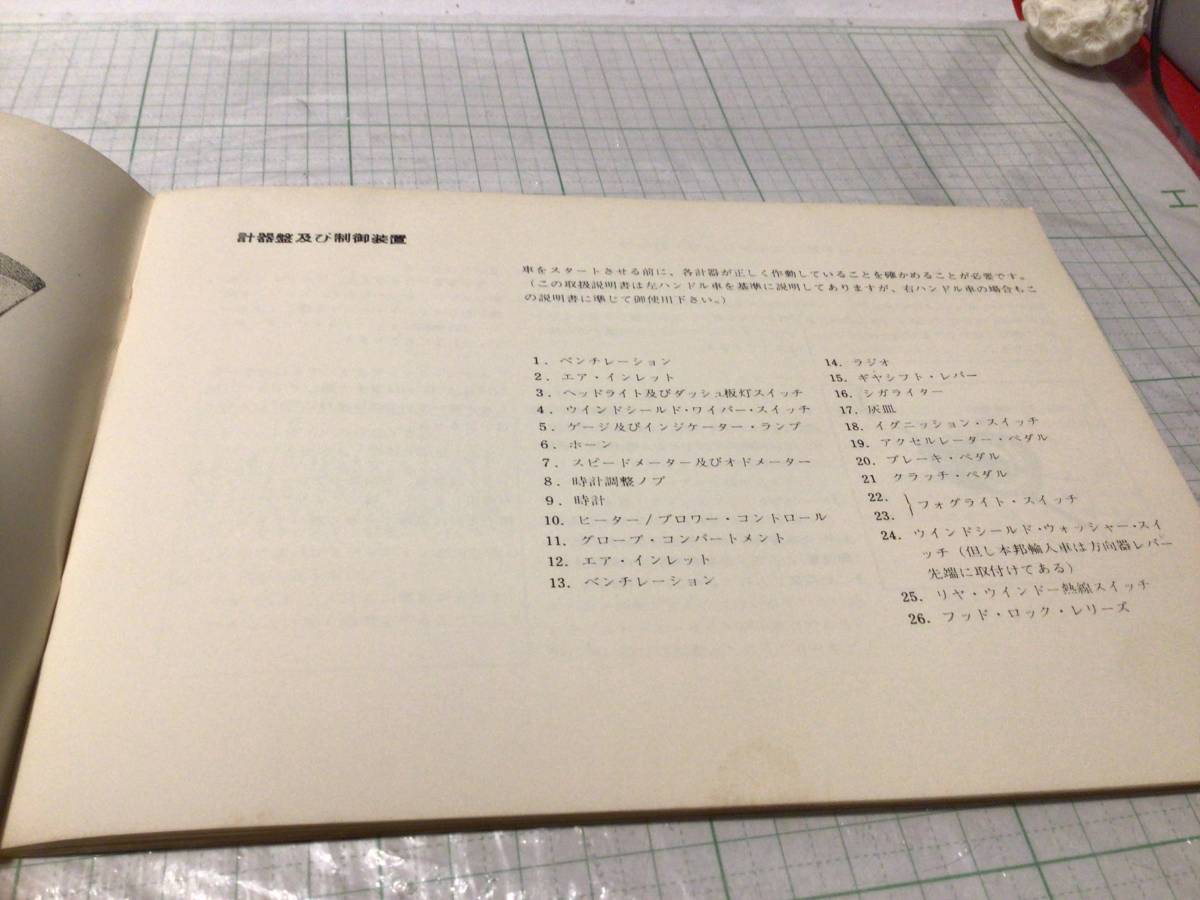 計器盤及び制御装置
車をスタートさせる前に、各計器が正しく作動していることを確かめることが必要です。
（この取扱説明書は左ハンドル車を基準に説明してありますが、右ハンドル車の場合もこ
の説明書に準じて御使用下さい。）
1．ベンチレーション
2．エア・インレット
3．ヘッドライト及びダッシュ板灯スイッチ
4．ウインドシールド・ワイパー・スイッチ
5．ゲージ及びインジケーター・ランプ
6．ホーン
7．スピードメーター及びオドメーター
8．時計調整ノブ
9．時計
10．ヒーター/ブロワー・コントロール
11．グローブ・コンパートメント
12．エア・インレット
13．ベンチレーション
14．ラジオ
15．ギヤシフト・レバー
16．シガライター
17．灰皿
18．イグニッション・スイッチ
19．アクセルレーター・ペダル
20．ブレーキ・ペダル
21　クラッチ・ペダル
22．
23．｝フォグライト・スイッチ
24．ウインドシールド・ウォッシャー・スイ
ッチ（但し本邦輸入車は方向器レバー
先端に取付けてある）
25．リヤ・ウインドー熱線スイッチ
26．フッド・ロック・レリーズ
エ